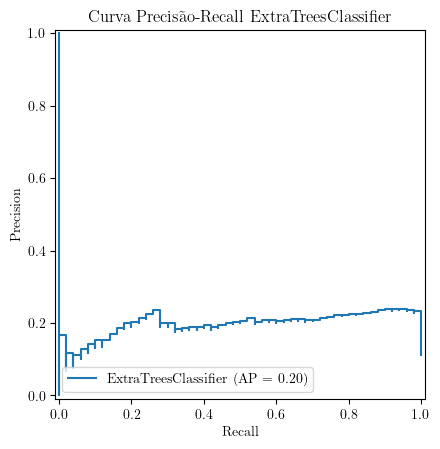 Curva Precisão-Recall ExtraTreesClassifier
1.0
0.8
0.6
0.4
0.2
0.0
Precision
0.0 0.2 0.4 0.6 0.8 1.0
Recall
ExtraTreesClassifier (AP = 0.20)